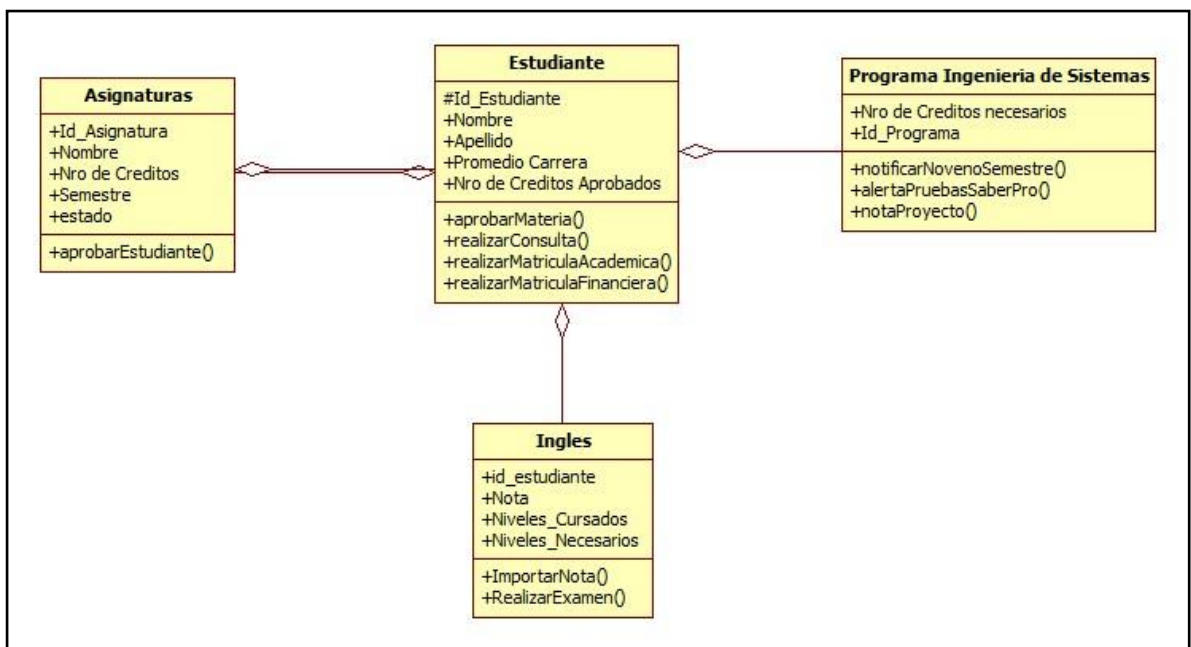 Asignaturas
+Id_Asignatura
+Nombre
+Nro de Creditos
+Semestre
+estado
+aprobarEstudiante()
Estudiante
#Id_Estudiante
+Nombre
+Apellido
+Promedio Carrera
+Nro de Creditos Aprobados
+aprobarMateria()
+realizarConsulta()
+realizarMatriculaAcademica()
+realizarMatriculaFinanciera()
Programa Ingenieria de Sistemas
+Nro de Creditos necesarios
+Id_Programa
+notificarNovenoSemestre()
+alertaPruebasSaberPro()
+notaProyecto()
Ingles
+id_estudiante
+Nota
+Niveles_Cursados
+Niveles_Necesarios
+ImportarNota()
+RealizarExamen()